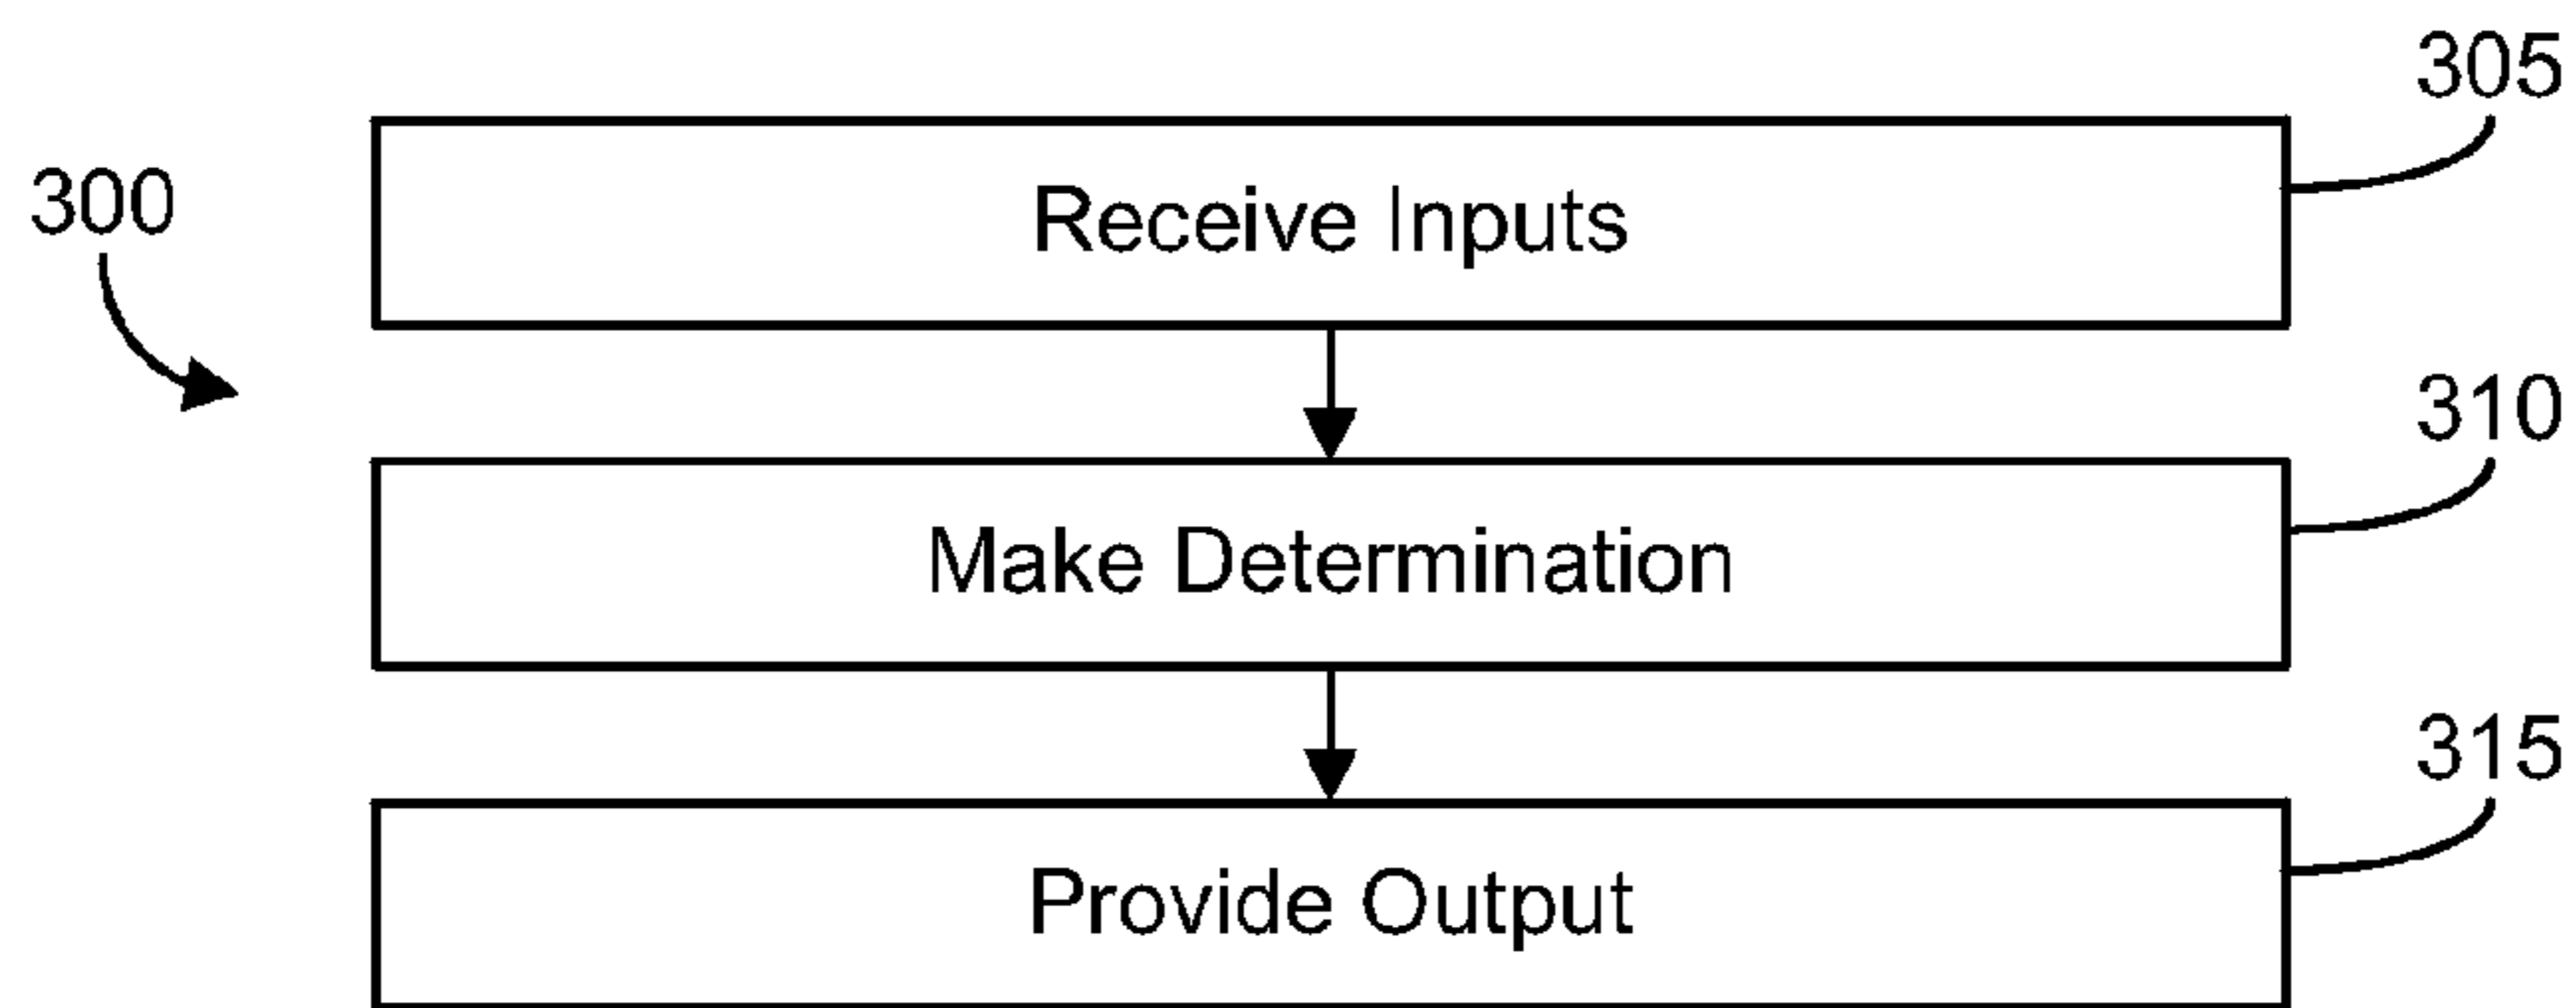 305
300
Receive Inputs
310
Make Determination
315
Provide Output